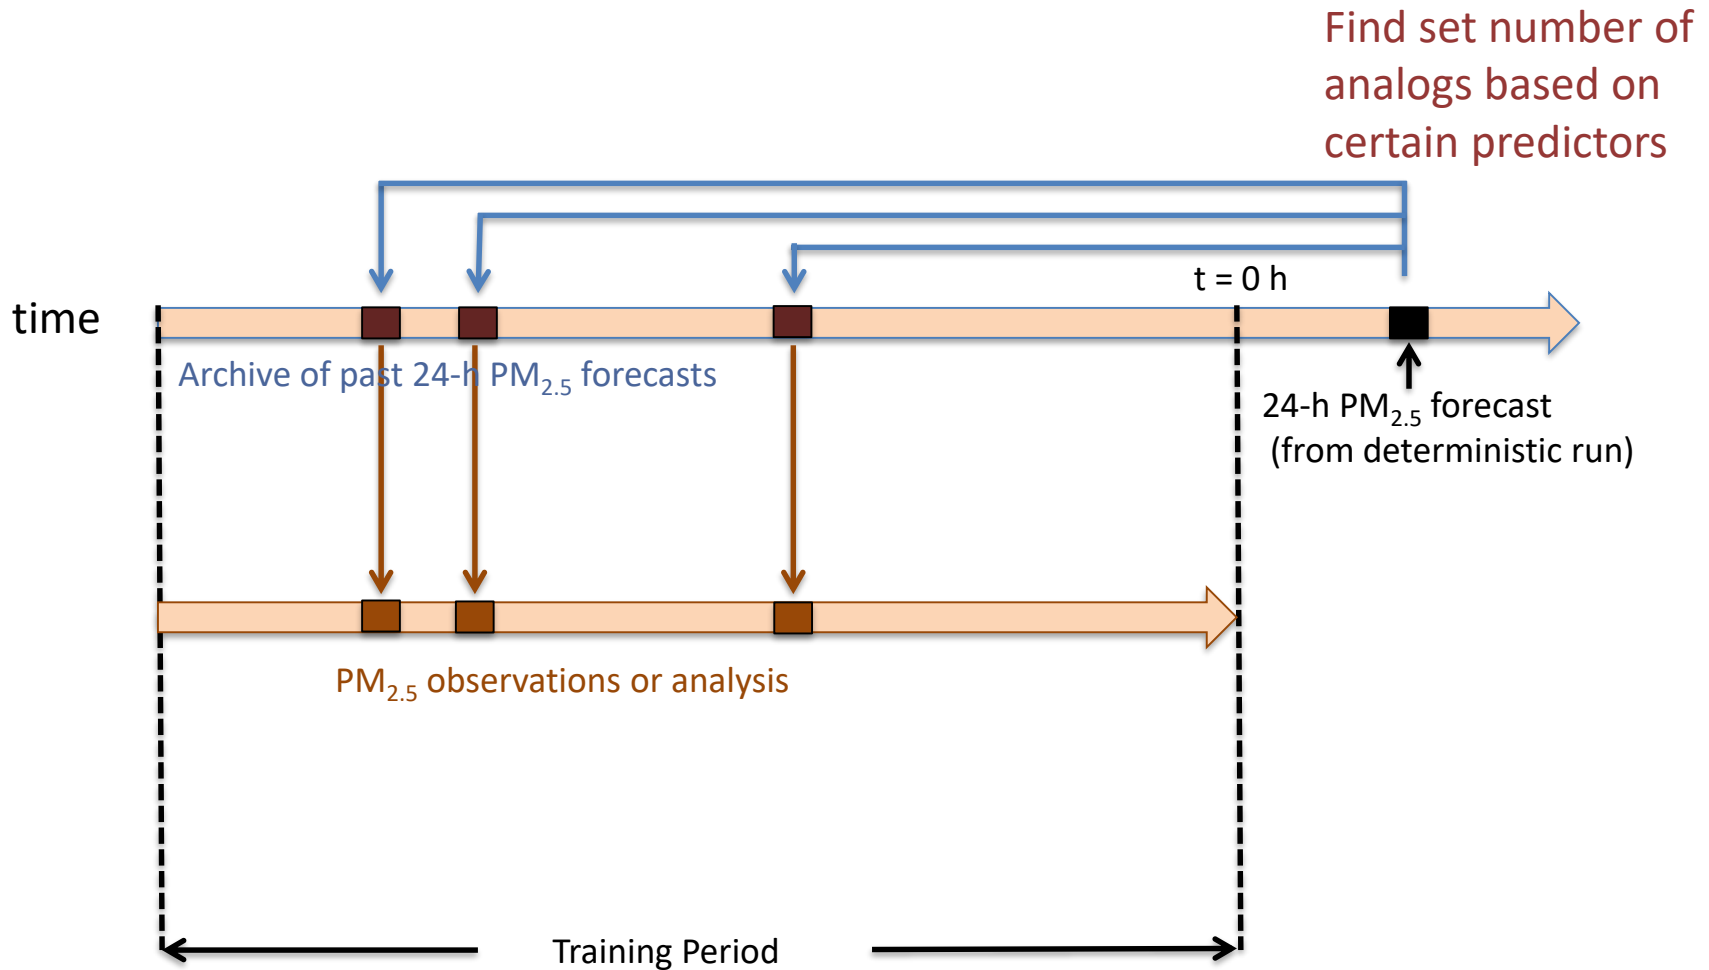 Find set number of
analogs based on
certain predictors
t = 0 h
time
Archive of past 24-h PM2.5 forecasts
24-h PM2.5 forecast
(from deterministic run)
PM2.5 observations or analysis
Training Period